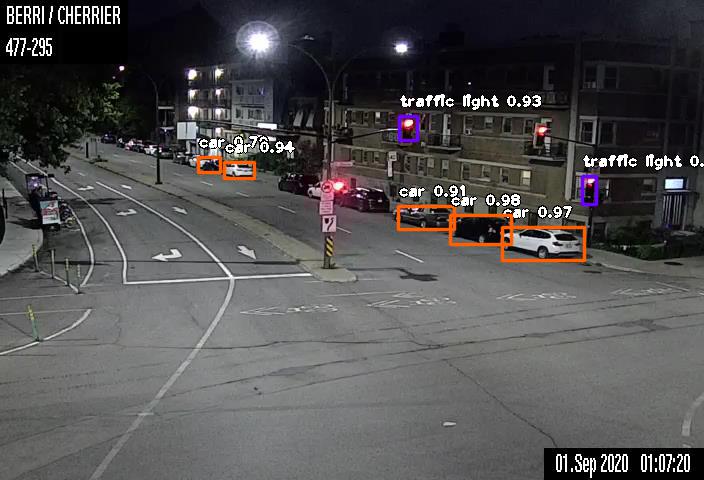 BERRI / CHERRIER
477-295
traffic light 0.93
car 0.94
traffic light 0.
car 0.91
car 0.98
car 0.97
01.Sep 2020 01:07:20